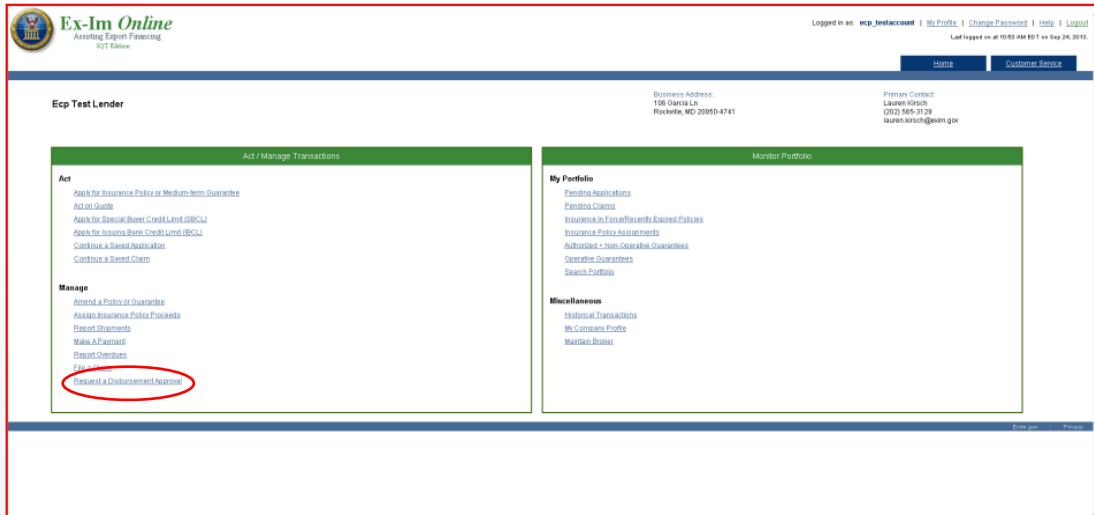 Ex-Im Online
Assisting Export Financing
SQT Edition
Logged in as: ecp_testaccount | My Profile | Change Password | Help | Logout
Last logged on at 10:53 AM EDT on Sep 24, 2013.
Home
Customer Service
Ecp Test Lender
Business Address:
106 Garcia Ln
Rockville, MD 20850-4741
Primary Contact:
Lauren Kirsch
(202) 565-3129
lauren.kirsch@exim.gov
Act / Manage Transactions
Act
Apply for Insurance Policy or Medium-term Guarantee
Act on Quote
Apply for Special Buyer Credit Limit (SBCL)
Apply for Issuing Bank Credit Limit (IBCL)
Continue a Saved Application
Continue a Saved Claim
Manage
Amend a Policy or Guarantee
Assign Insurance Policy Proceeds
Report Shipments
Make A Payment
Report Overdues
File a Claim
Request a Disbursement Approval
Monitor Portfolio
My Portfolio
Pending Applications
Pending Claims
Insurance In Force/Recently Expired Policies
Insurance Policy Assignments
Authorized + Non-Operative Guarantees
Operative Guarantees
Search Portfolio
Miscellaneous
Historical Transactions
My Company Profile
Maintain Broker
Exim.gov | Privacy